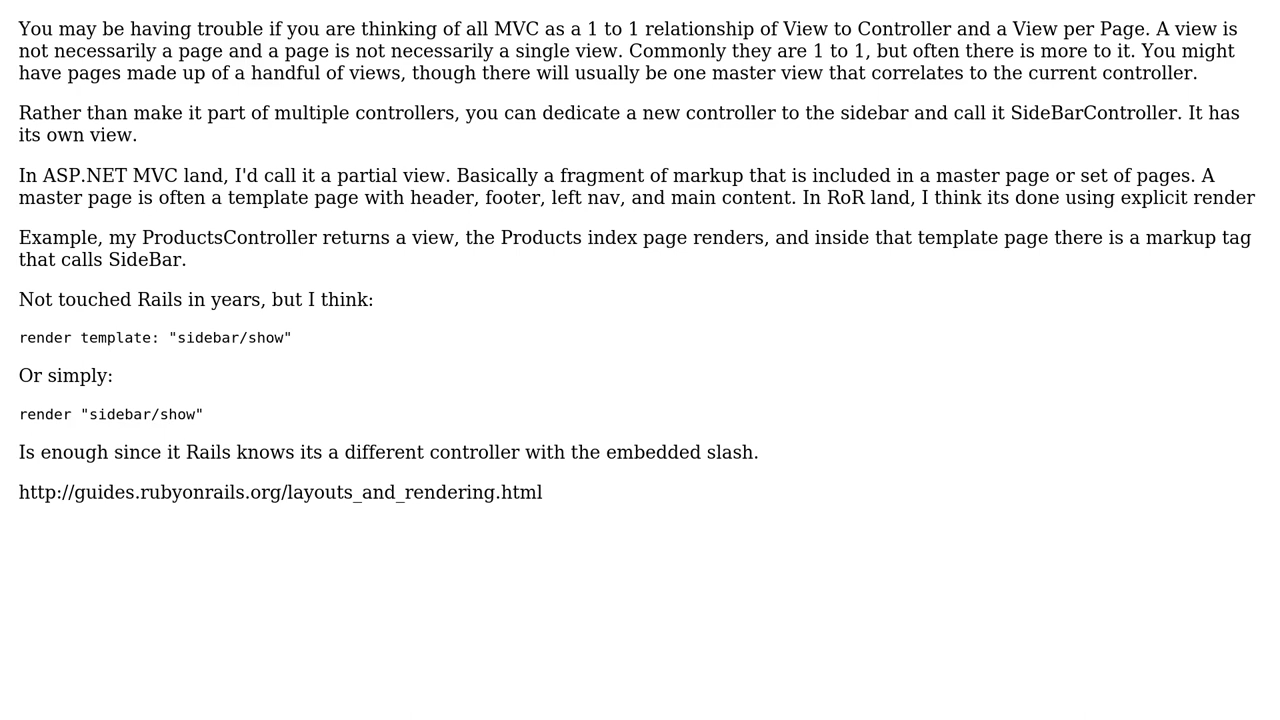 You may be having trouble if you are thinking of all MVC as a 1 to 1 relationship of View to Controller and a View per Page. A view is
not necessarily a page and a page is not necessarily a single view. Commonly they are 1 to 1, but often there is more to it. You might
have pages made up of a handful of views, though there will usually be one master view that correlates to the current controller.
Rather than make it part of multiple controllers, you can dedicate a new controller to the sidebar and call it SideBarController. It has
its own view.
In ASP.NET MVC land, I'd call it a partial view. Basically a fragment of markup that is included in a master page or set of pages. A
master page is often a template page with header, footer, left nav, and main content. In RoR land, I think its done using explicit render
Example, my ProductsController returns a view, the Products index page renders, and inside that template page there is a markup tag
that calls SideBar.
Not touched Rails in years, but I think:
render template: "sidebar/show"
Or simply:
render "sidebar/show"
Is enough since it Rails knows its a different controller with the embedded slash.
http://guides.rubyonrails.org/layouts_and_rendering.html